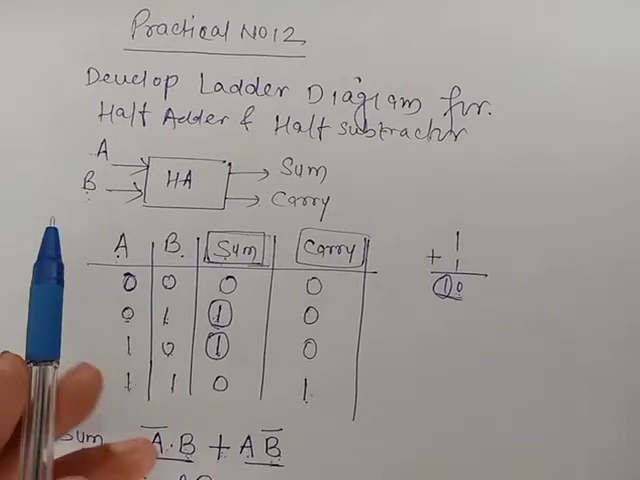 Practical NO 12
Develop Ladder Diagram for
Half Adder & Half Subtractor
A
B
HA
Sum
Carry
A B Sum Carry
0 0 0 0
0 1 1 0
1 0 1 0
1 1 0 1
1
+ 1
10
Sum A̅·B + A B̅